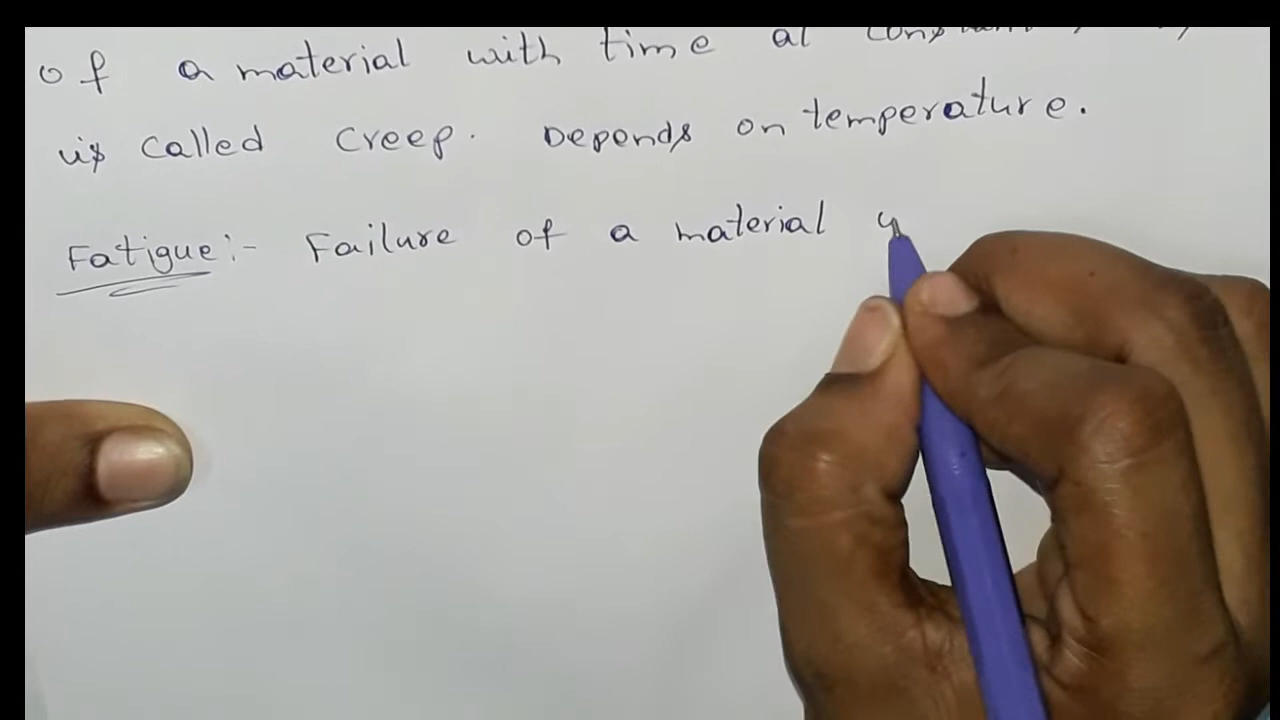 of a material with time at
is called creep. Depends on temperature.
Fatigue:- Failure of a material